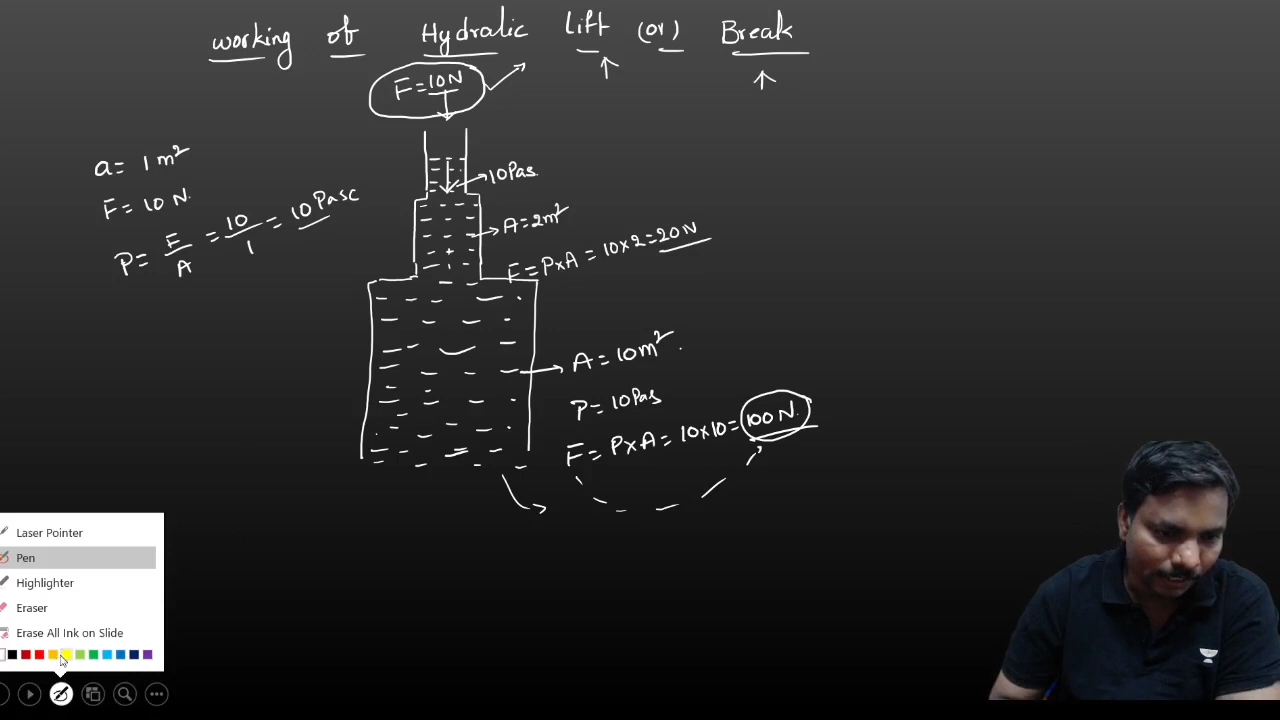 working of Hydralic Lift (or) Break
F=10N
a= 1m²
F= 10 N.
P= F/A = 10/1 = 10 Pasc
10Pas.
A=2m²
F=P×A = 10×2=20N
A=10m².
P=10Pas
F= P×A= 10×10= 100N.
Laser Pointer
Pen
Highlighter
Eraser
Erase All Ink on Slide